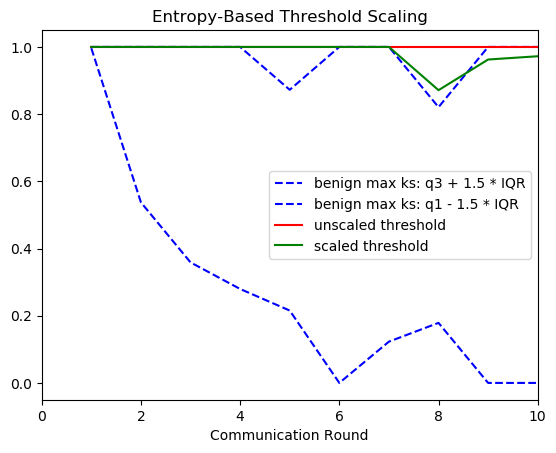 Entropy-Based Threshold Scaling
1.0
0.8
0.6
0.4
0.2
0.0
benign max ks: q3 + 1.5 * IQR
benign max ks: q1 - 1.5 * IQR
unscaled threshold
scaled threshold
0 2 4 6 8 10
Communication Round